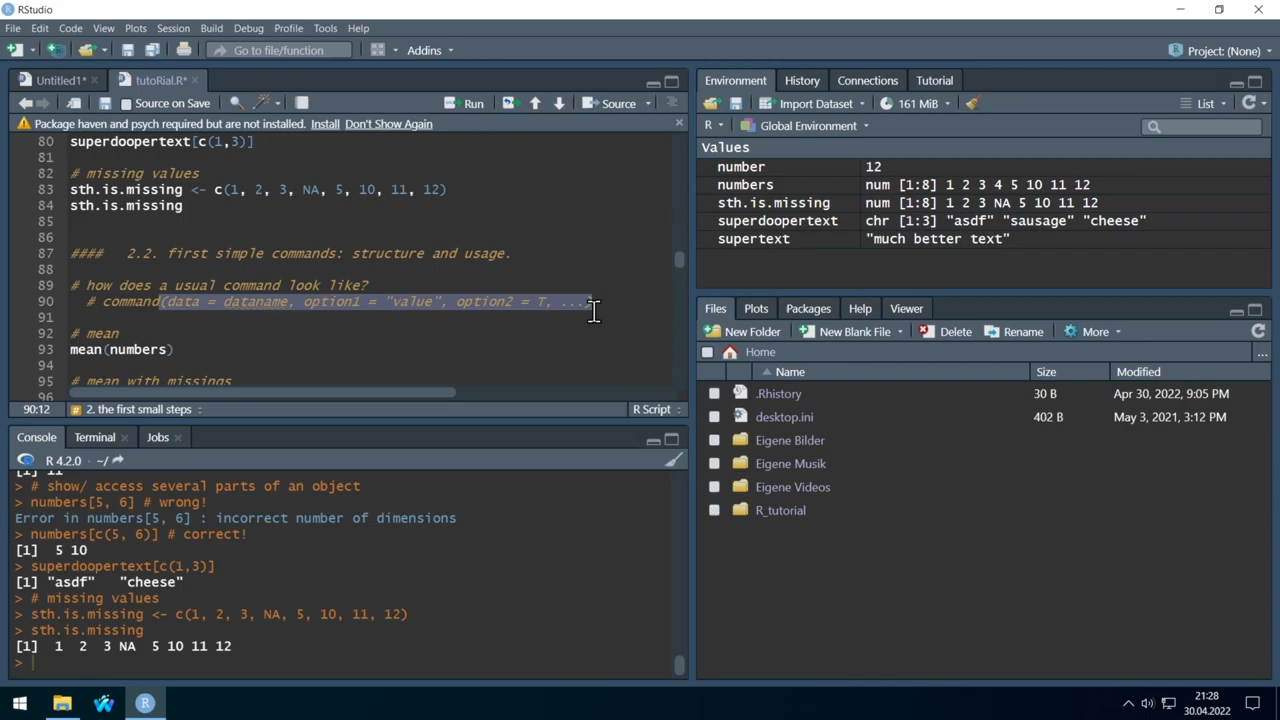 RStudio
File Edit Code View Plots Session Build Debug Profile Tools Help
Go to file/function Addins Project: (None)
Untitled1* tutoRial.R*
Source on Save Run Source
Package haven and psych required but are not installed. Install Don't Show Again
80 superdoopertext[c(1,3)]
81
82 # missing values
83 sth.is.missing <- c(1, 2, 3, NA, 5, 10, 11, 12)
84 sth.is.missing
85
86
87 #### 2.2. first simple commands: structure and usage.
88
89 # how does a usual command look like?
90 # command(data = dataname, option1 = "value", option2 = T, ...)
91
92 # mean
93 mean(numbers)
94
95 # mean with missings
96
90:12 2. the first small steps R Script
Console Terminal Jobs
R 4.2.0 · ~/
[1] 11
> # show/ access several parts of an object
> numbers[5, 6] # wrong!
Error in numbers[5, 6] : incorrect number of dimensions
> numbers[c(5, 6)] # correct!
[1] 5 10
> superdoopertext[c(1,3)]
[1] "asdf" "cheese"
> # missing values
> sth.is.missing <- c(1, 2, 3, NA, 5, 10, 11, 12)
> sth.is.missing
[1] 1 2 3 NA 5 10 11 12
>
Environment History Connections Tutorial
Import Dataset 161 MiB List
R Global Environment
Values
number 12
numbers num [1:8] 1 2 3 4 5 10 11 12
sth.is.missing num [1:8] 1 2 3 NA 5 10 11 12
superdoopertext chr [1:3] "asdf" "sausage" "cheese"
supertext "much better text"
Files Plots Packages Help Viewer
New Folder New Blank File Delete Rename More
Home ...
Name Size Modified
.Rhistory 30 B Apr 30, 2022, 9:05 PM
desktop.ini 402 B May 3, 2021, 3:12 PM
Eigene Bilder
Eigene Musik
Eigene Videos
R_tutorial
21:28
30.04.2022